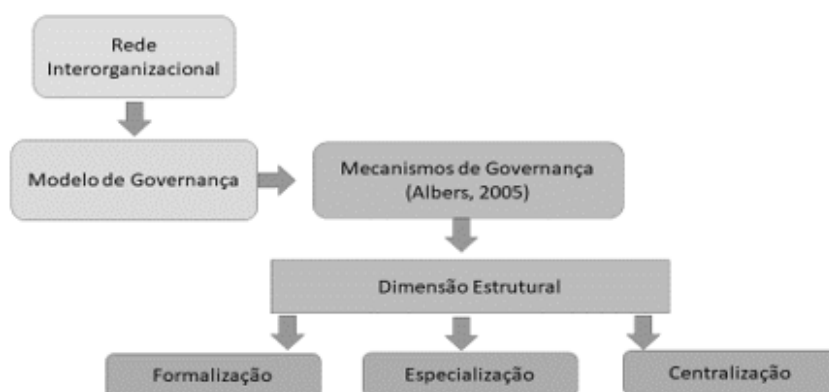 Rede
Interorganizacional
Modelo de Governança
Mecanismos de Governança
(Albers, 2005)
Dimensão Estrutural
Formalização
Especialização
Centralização